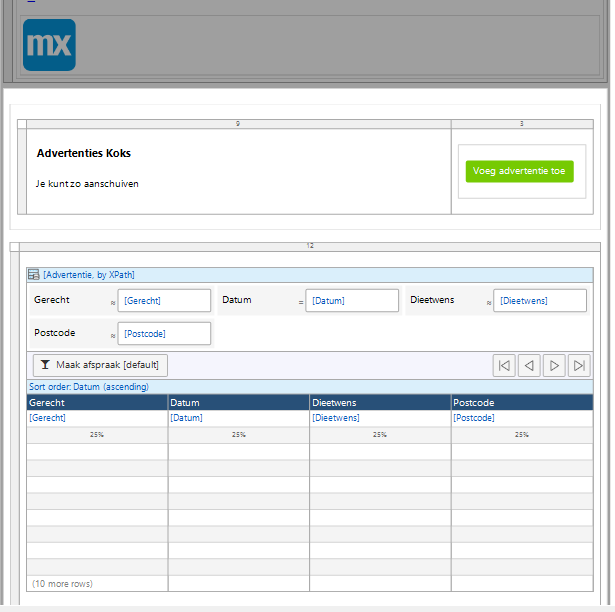 mx
9 3
Advertenties Koks
Je kunt zo aanschuiven
Voeg advertentie toe
12
[Advertentie, by XPath]
Gerecht ≈ [Gerecht] Datum = [Datum] Dieetwens ≈ [Dieetwens]
Postcode ≈ [Postcode]
Maak afspraak [default]
Sort order: Datum (ascending)
Gerecht Datum Dieetwens Postcode
[Gerecht] [Datum] [Dieetwens] [Postcode]
25% 25% 25% 25%
(10 more rows)